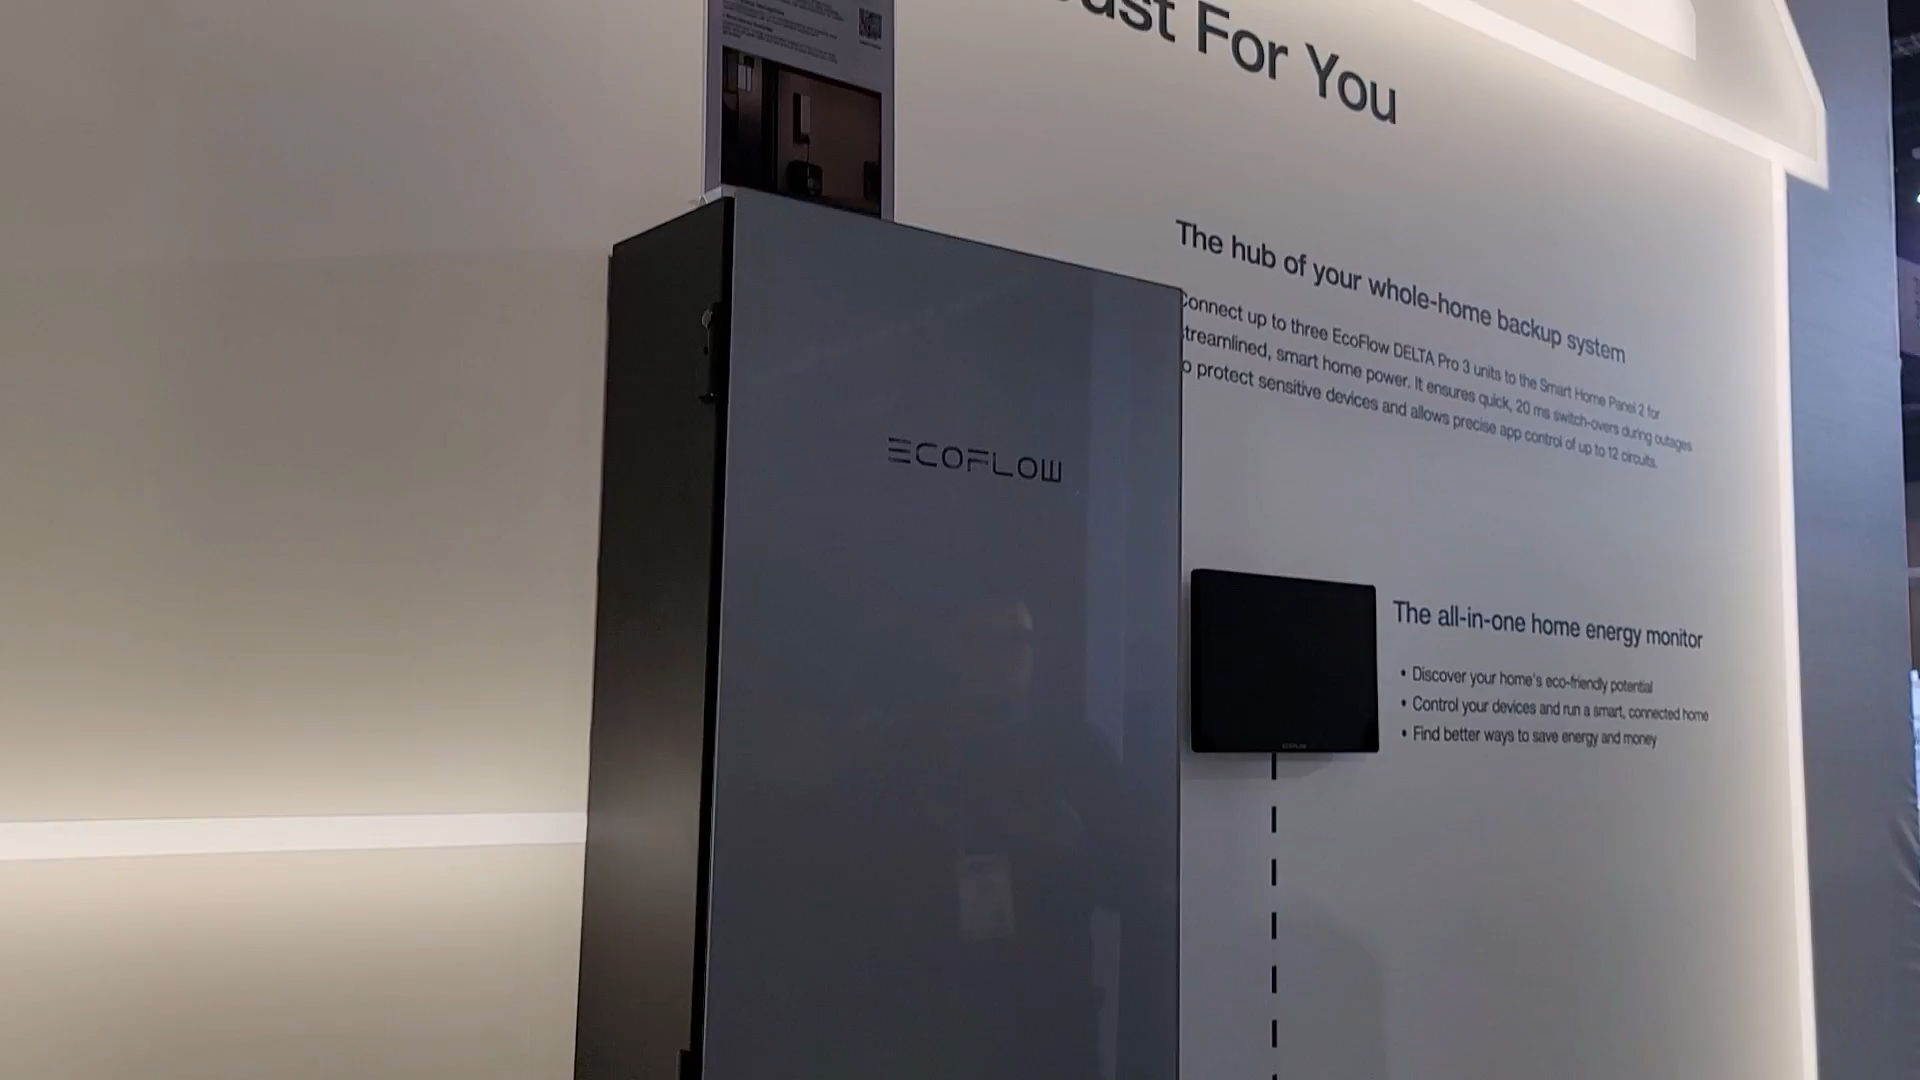 For You
The hub of your whole-home backup system
Connect up to three EcoFlow DELTA Pro 3 units to the Smart Home Panel 2 for
streamlined, smart home power. It ensures quick, 20 ms switch-overs during outages
to protect sensitive devices and allows precise app control of up to 12 circuits.
ECOFLOW
The all-in-one home energy monitor
• Discover your home's eco-friendly potential
• Control your devices and run a smart, connected home
• Find better ways to save energy and money
ECOFLOW